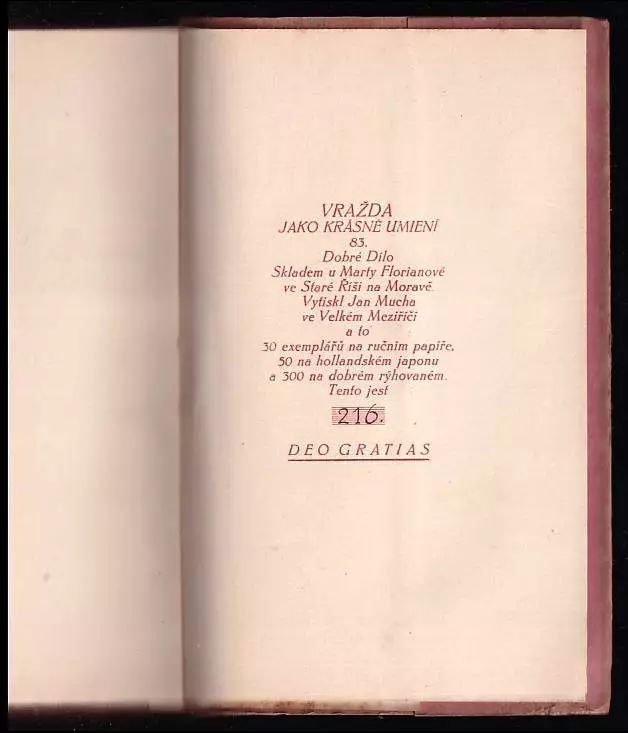 VRAŽDA
JAKO KRÁSNÉ UMIENÍ
83.
Dobré Dílo
Skladem u Marty Florianové
ve Staré Říši na Moravě.
Vytiskl Jan Mucha
ve Velkém Meziříčí
a to
30 exemplářů na ručním papíře,
50 na hollandském japonu
a 300 na dobrém rýhovaném.
Tento jest
216.
DEO GRATIAS